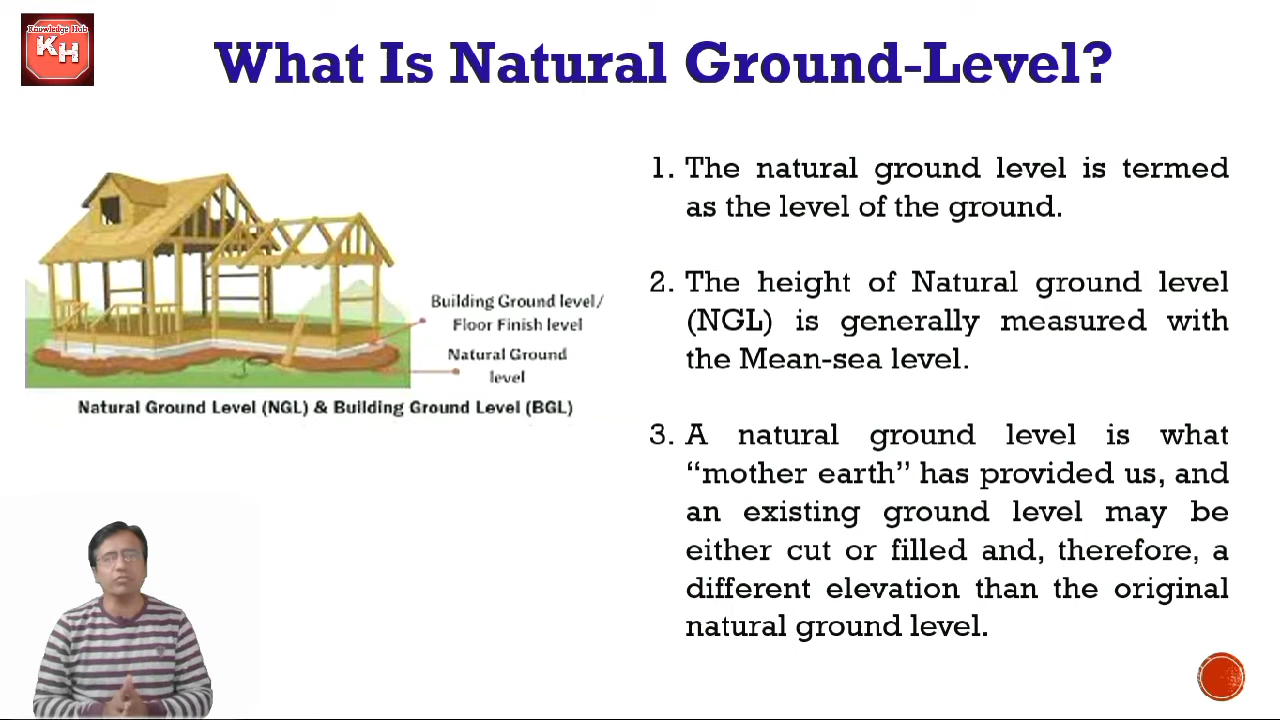 Knowledge Hub
KH
What Is Natural Ground-Level?
Building Ground level/
Floor Finish level
Natural Ground
level
Natural Ground Level (NGL) & Building Ground Level (BGL)
1. The natural ground level is termed
as the level of the ground.
2. The height of Natural ground level
(NGL) is generally measured with
the Mean-sea level.
3. A natural ground level is what
“mother earth” has provided us, and
an existing ground level may be
either cut or filled and, therefore, a
different elevation than the original
natural ground level.